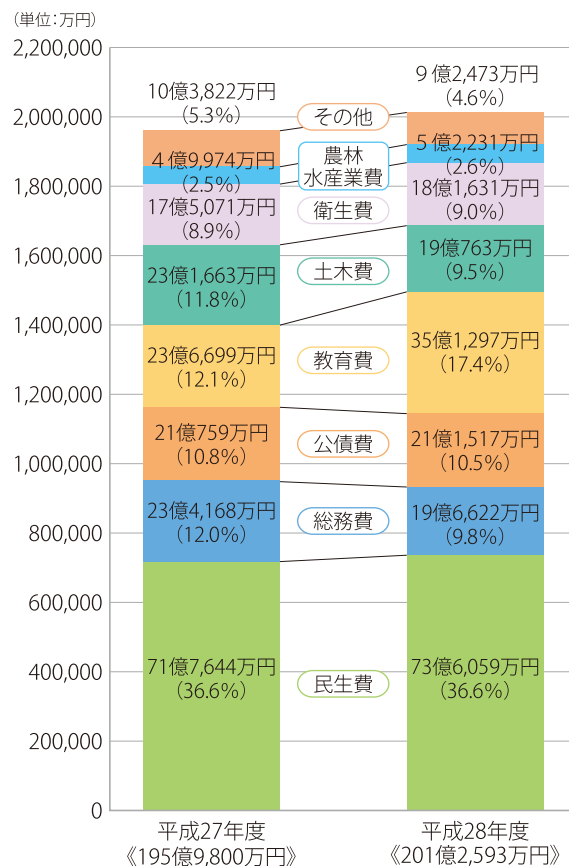 （単位：万円）
2,200,000
2,000,000
1,800,000
1,600,000
1,400,000
1,200,000
1,000,000
800,000
600,000
400,000
200,000
0
10億3,822万円
（5.3%）
4億9,974万円
（2.5%）
17億5,071万円
（8.9%）
23億1,663万円
（11.8%）
23億6,699万円
（12.1%）
21億759万円
（10.8%）
23億4,168万円
（12.0%）
71億7,644万円
（36.6%）
その他
農林
水産業費
衛生費
土木費
教育費
公債費
総務費
民生費
9億2,473万円
（4.6%）
5億2,231万円
（2.6%）
18億1,631万円
（9.0%）
19億763万円
（9.5%）
35億1,297万円
（17.4%）
21億1,517万円
（10.5%）
19億6,622万円
（9.8%）
73億6,059万円
（36.6%）
平成27年度
《195億9,800万円》
平成28年度
《201億2,593万円》